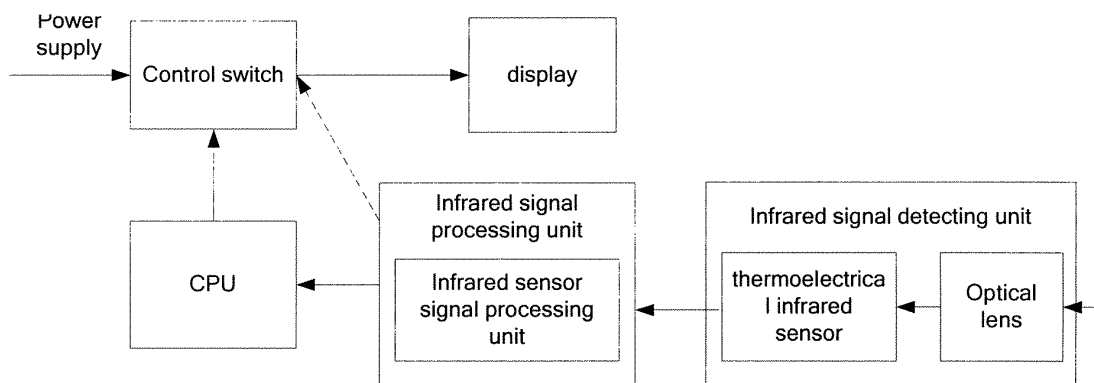 Power
supply
Control switch
display
Infrared signal
processing unit
Infrared signal detecting unit
CPU
Infrared sensor
signal processing
unit
thermoelectrica
l infrared
sensor
Optical
lens